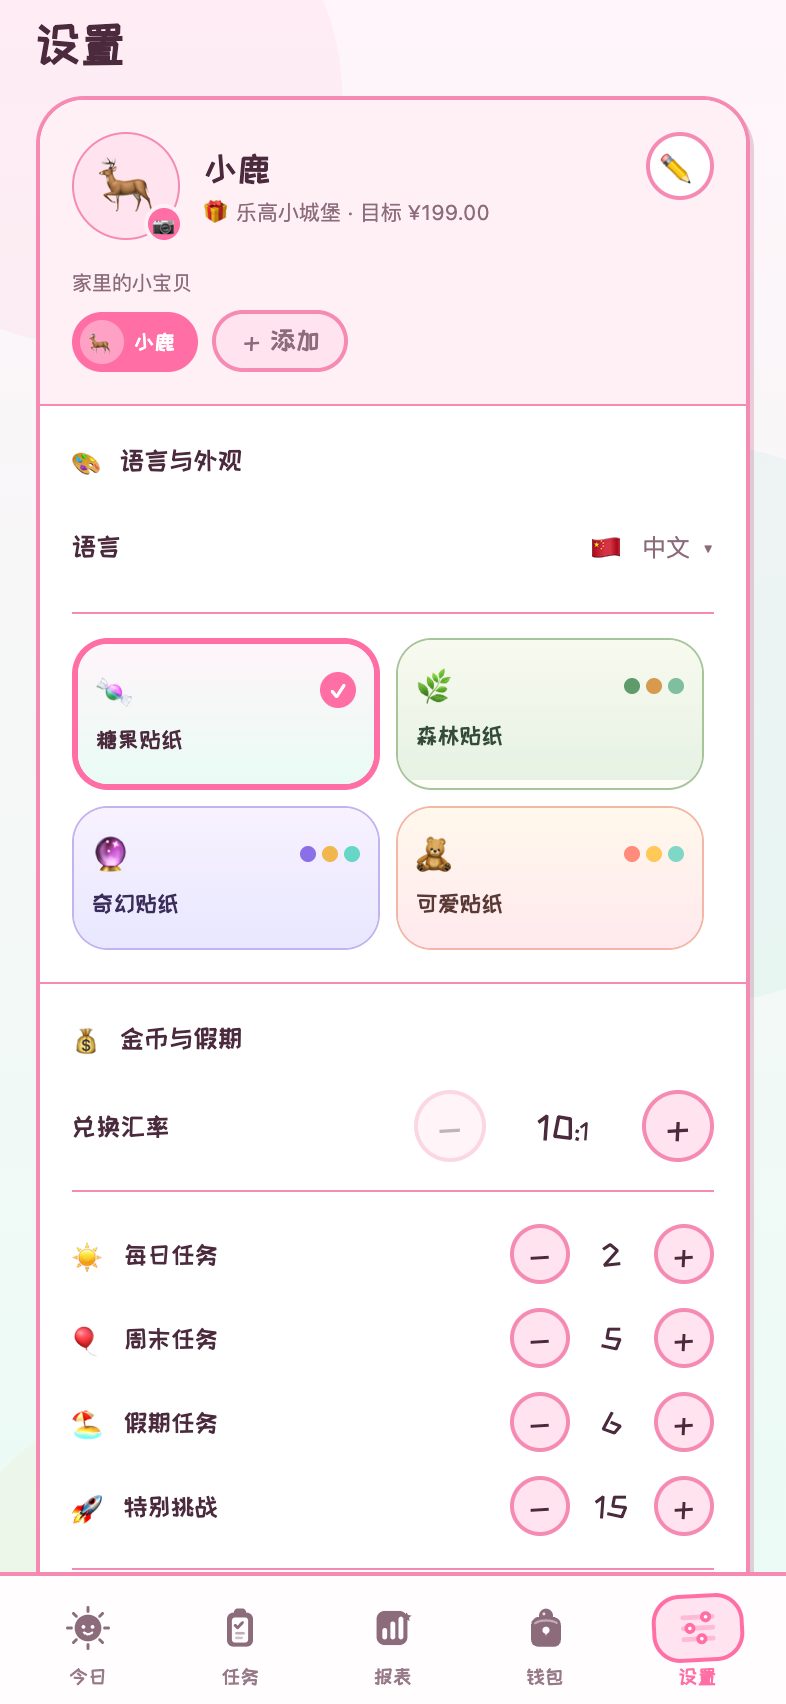 设置
小鹿
乐高小城堡 · 目标 ¥199.00
家里的小宝贝
小鹿
+ 添加
语言与外观
语言
中文 ▾
糖果贴纸
森林贴纸
奇幻贴纸
可爱贴纸
金币与假期
兑换汇率
− 10:1 +
每日任务
− 2 +
周末任务
− 5 +
假期任务
− 6 +
特别挑战
− 15 +
今日
任务
报表
钱包
设置